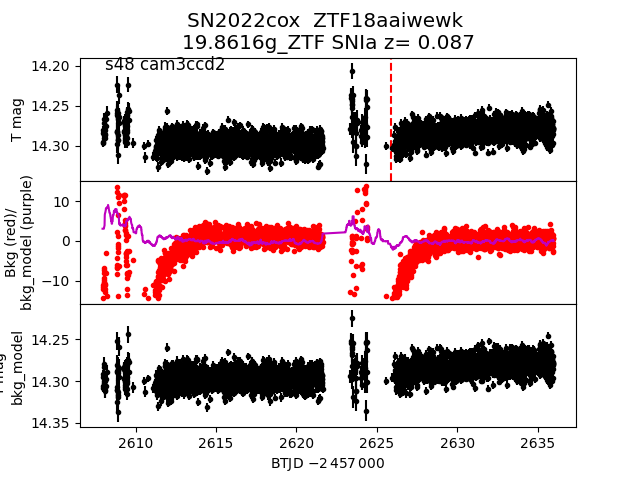 SN2022cox ZTF18aaiwewk
19.8616g_ZTF SNIa z= 0.087
s48 cam3ccd2
14.20
14.25
14.30
T mag
10
0
−10
Bkg (red)/
bkg_model (purple)
14.25
14.30
14.35
bkg_model
2610
2615
2620
2625
2630
2635
BTJD −2 457 000